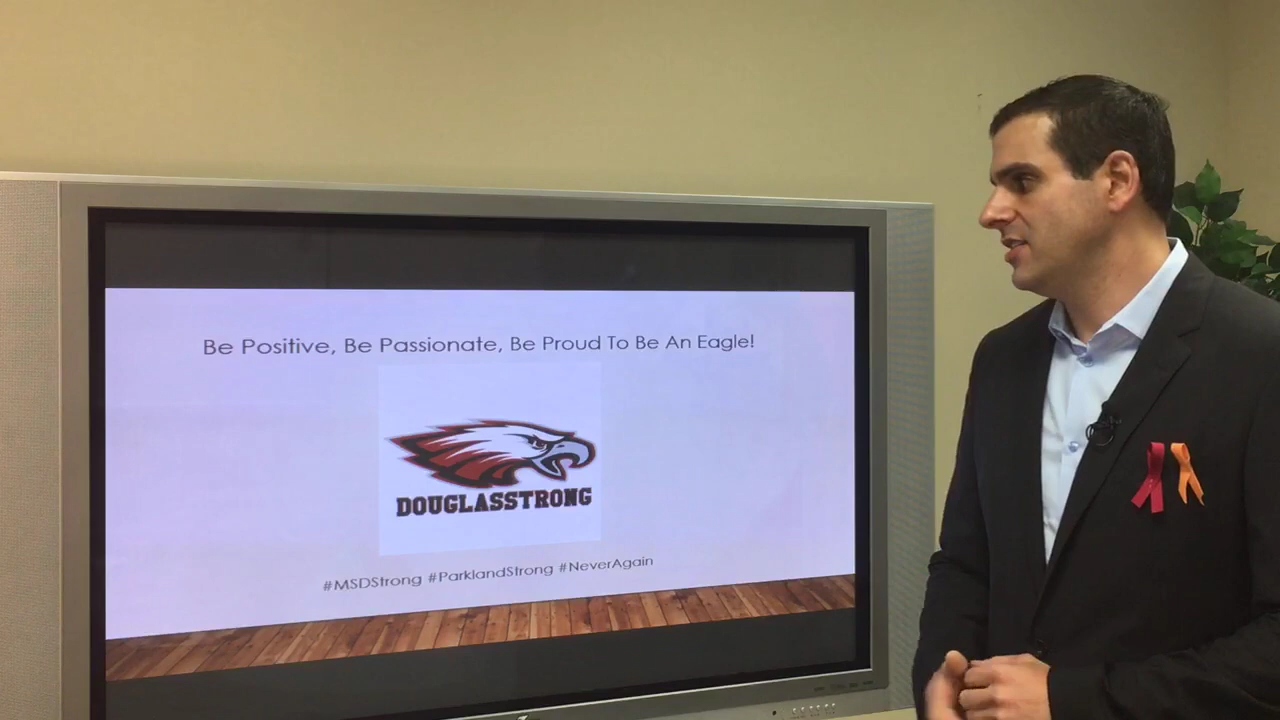 Be Positive, Be Passionate, Be Proud To Be An Eagle!
DOUGLASSTRONG
#MSDStrong #ParklandStrong #NeverAgain